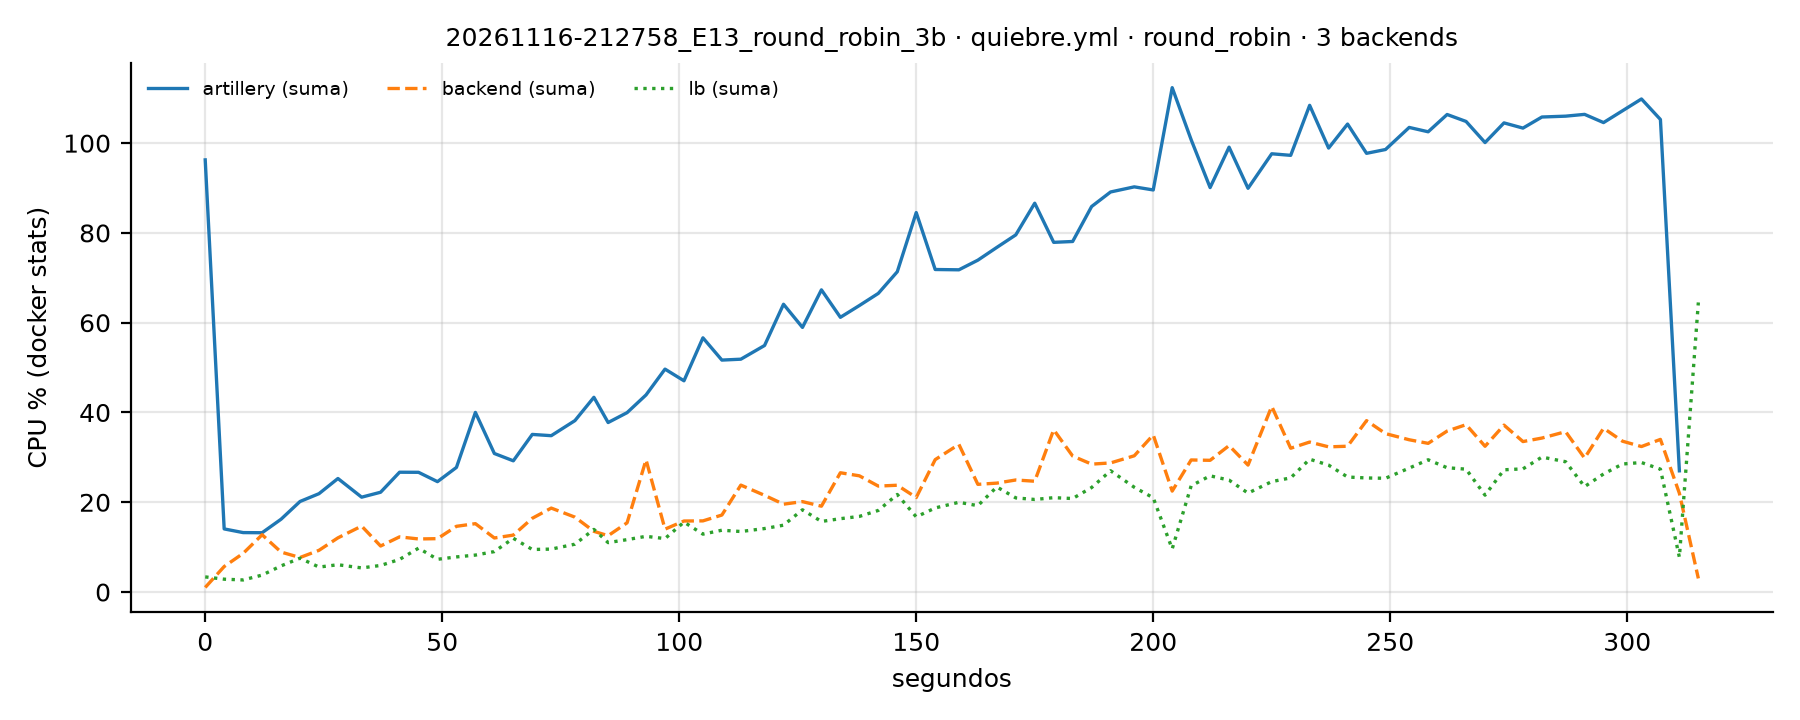 20261116-212758_E13_round_robin_3b · quiebre.yml · round_robin · 3 backends
artillery (suma) backend (suma) lb (suma)
CPU % (docker stats)
100
80
60
40
20
0
0 50 100 150 200 250 300
segundos